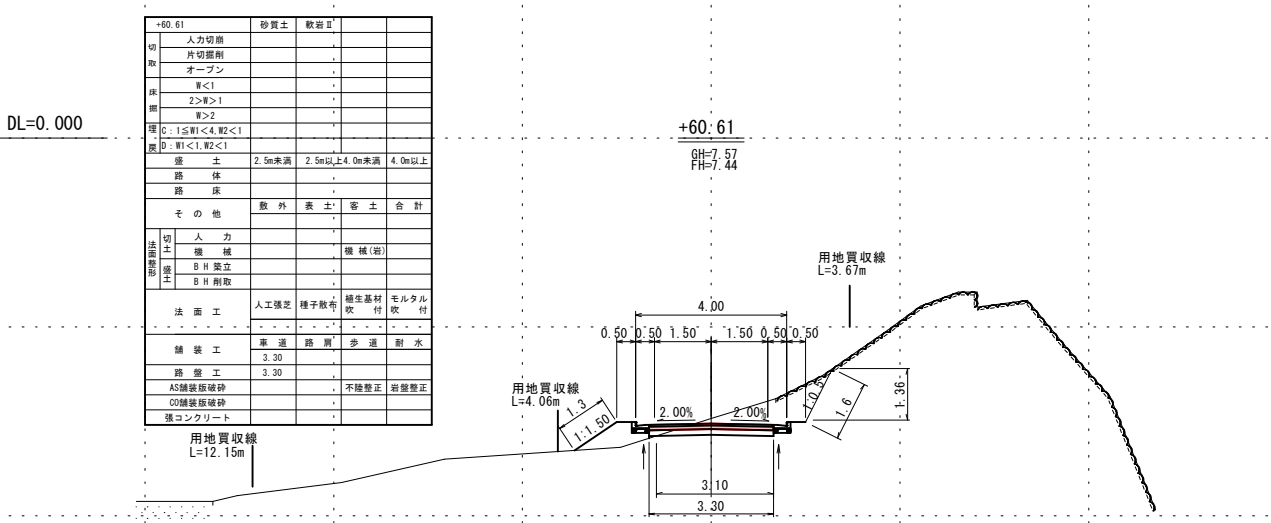 +60.61 砂質土 軟岩Ⅱ
切取
人力切崩
片切掘削
オープン
床掘
W<1
2>W>1
W>2
埋戻
C:1≦W1<4,W2<1
D:W1<1,W2<1
盛土 2.5m未満 2.5m以上4.0m未満 4.0m以上
路体
路床
その他 敷外 表土 客土 合計
法面整形
切土
人力
機械 機械(岩)
盛土
BH築立
BH削取
法面工 人工張芝 種子散布 植生基材吹付 モルタル吹付
舗装工 車道 路肩 歩道 耐水
3.30
路盤工 3.30
AS舗装版破砕 不陸整正 岩盤整正
CO舗装版破砕
張コンクリート
DL=0.000
+60.61
GH=7.57
FH=7.44
用地買収線
L=3.67m
4.00
0.50 0.50 1.50 1.50 0.50 0.50
用地買収線
L=4.06m
1.3
1:1.50
2.00% 2.00%
1:0.5
1.6
1.36
用地買収線
L=12.15m
3.10
3.30